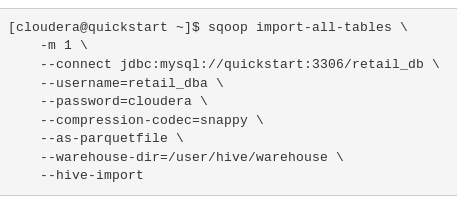 [cloudera@quickstart ~]$ sqoop import-all-tables \
    -m 1 \
    --connect jdbc:mysql://quickstart:3306/retail_db \
    --username=retail_dba \
    --password=cloudera \
    --compression-codec=snappy \
    --as-parquetfile \
    --warehouse-dir=/user/hive/warehouse \
    --hive-import